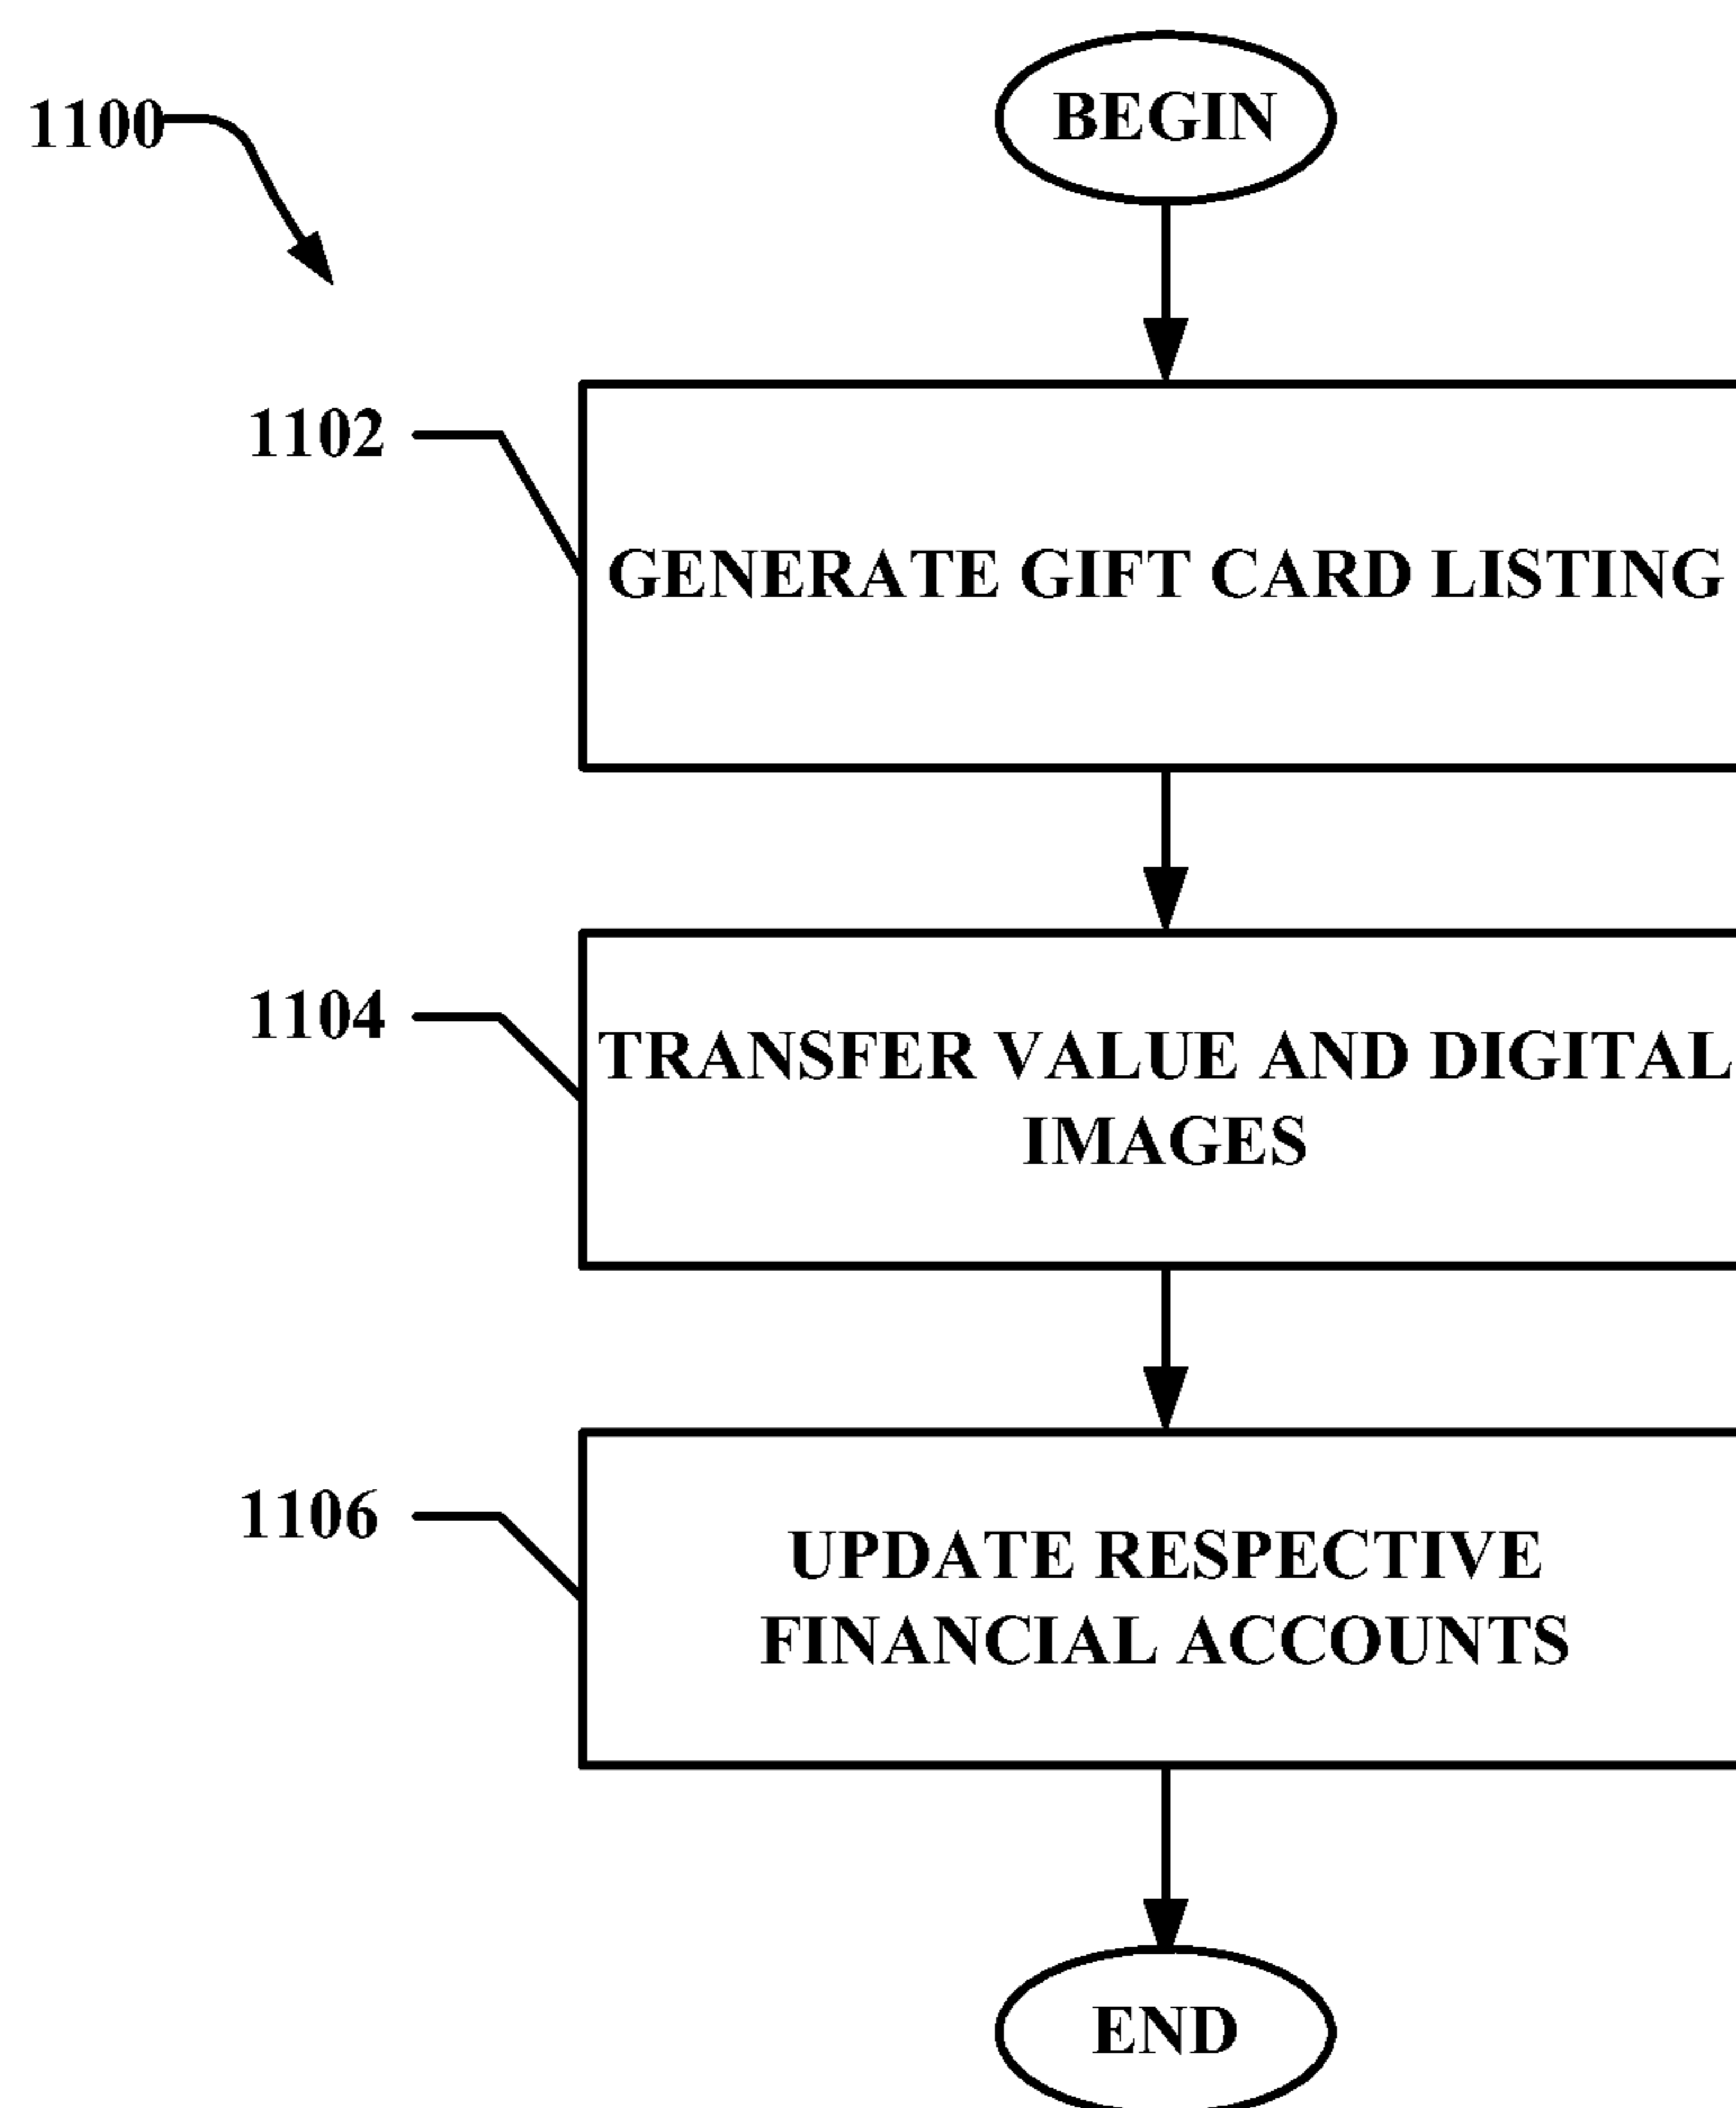 1100
BEGIN
1102
GENERATE GIFT CARD LISTING
1104
TRANSFER VALUE AND DIGITAL
IMAGES
1106
UPDATE RESPECTIVE
FINANCIAL ACCOUNTS
END